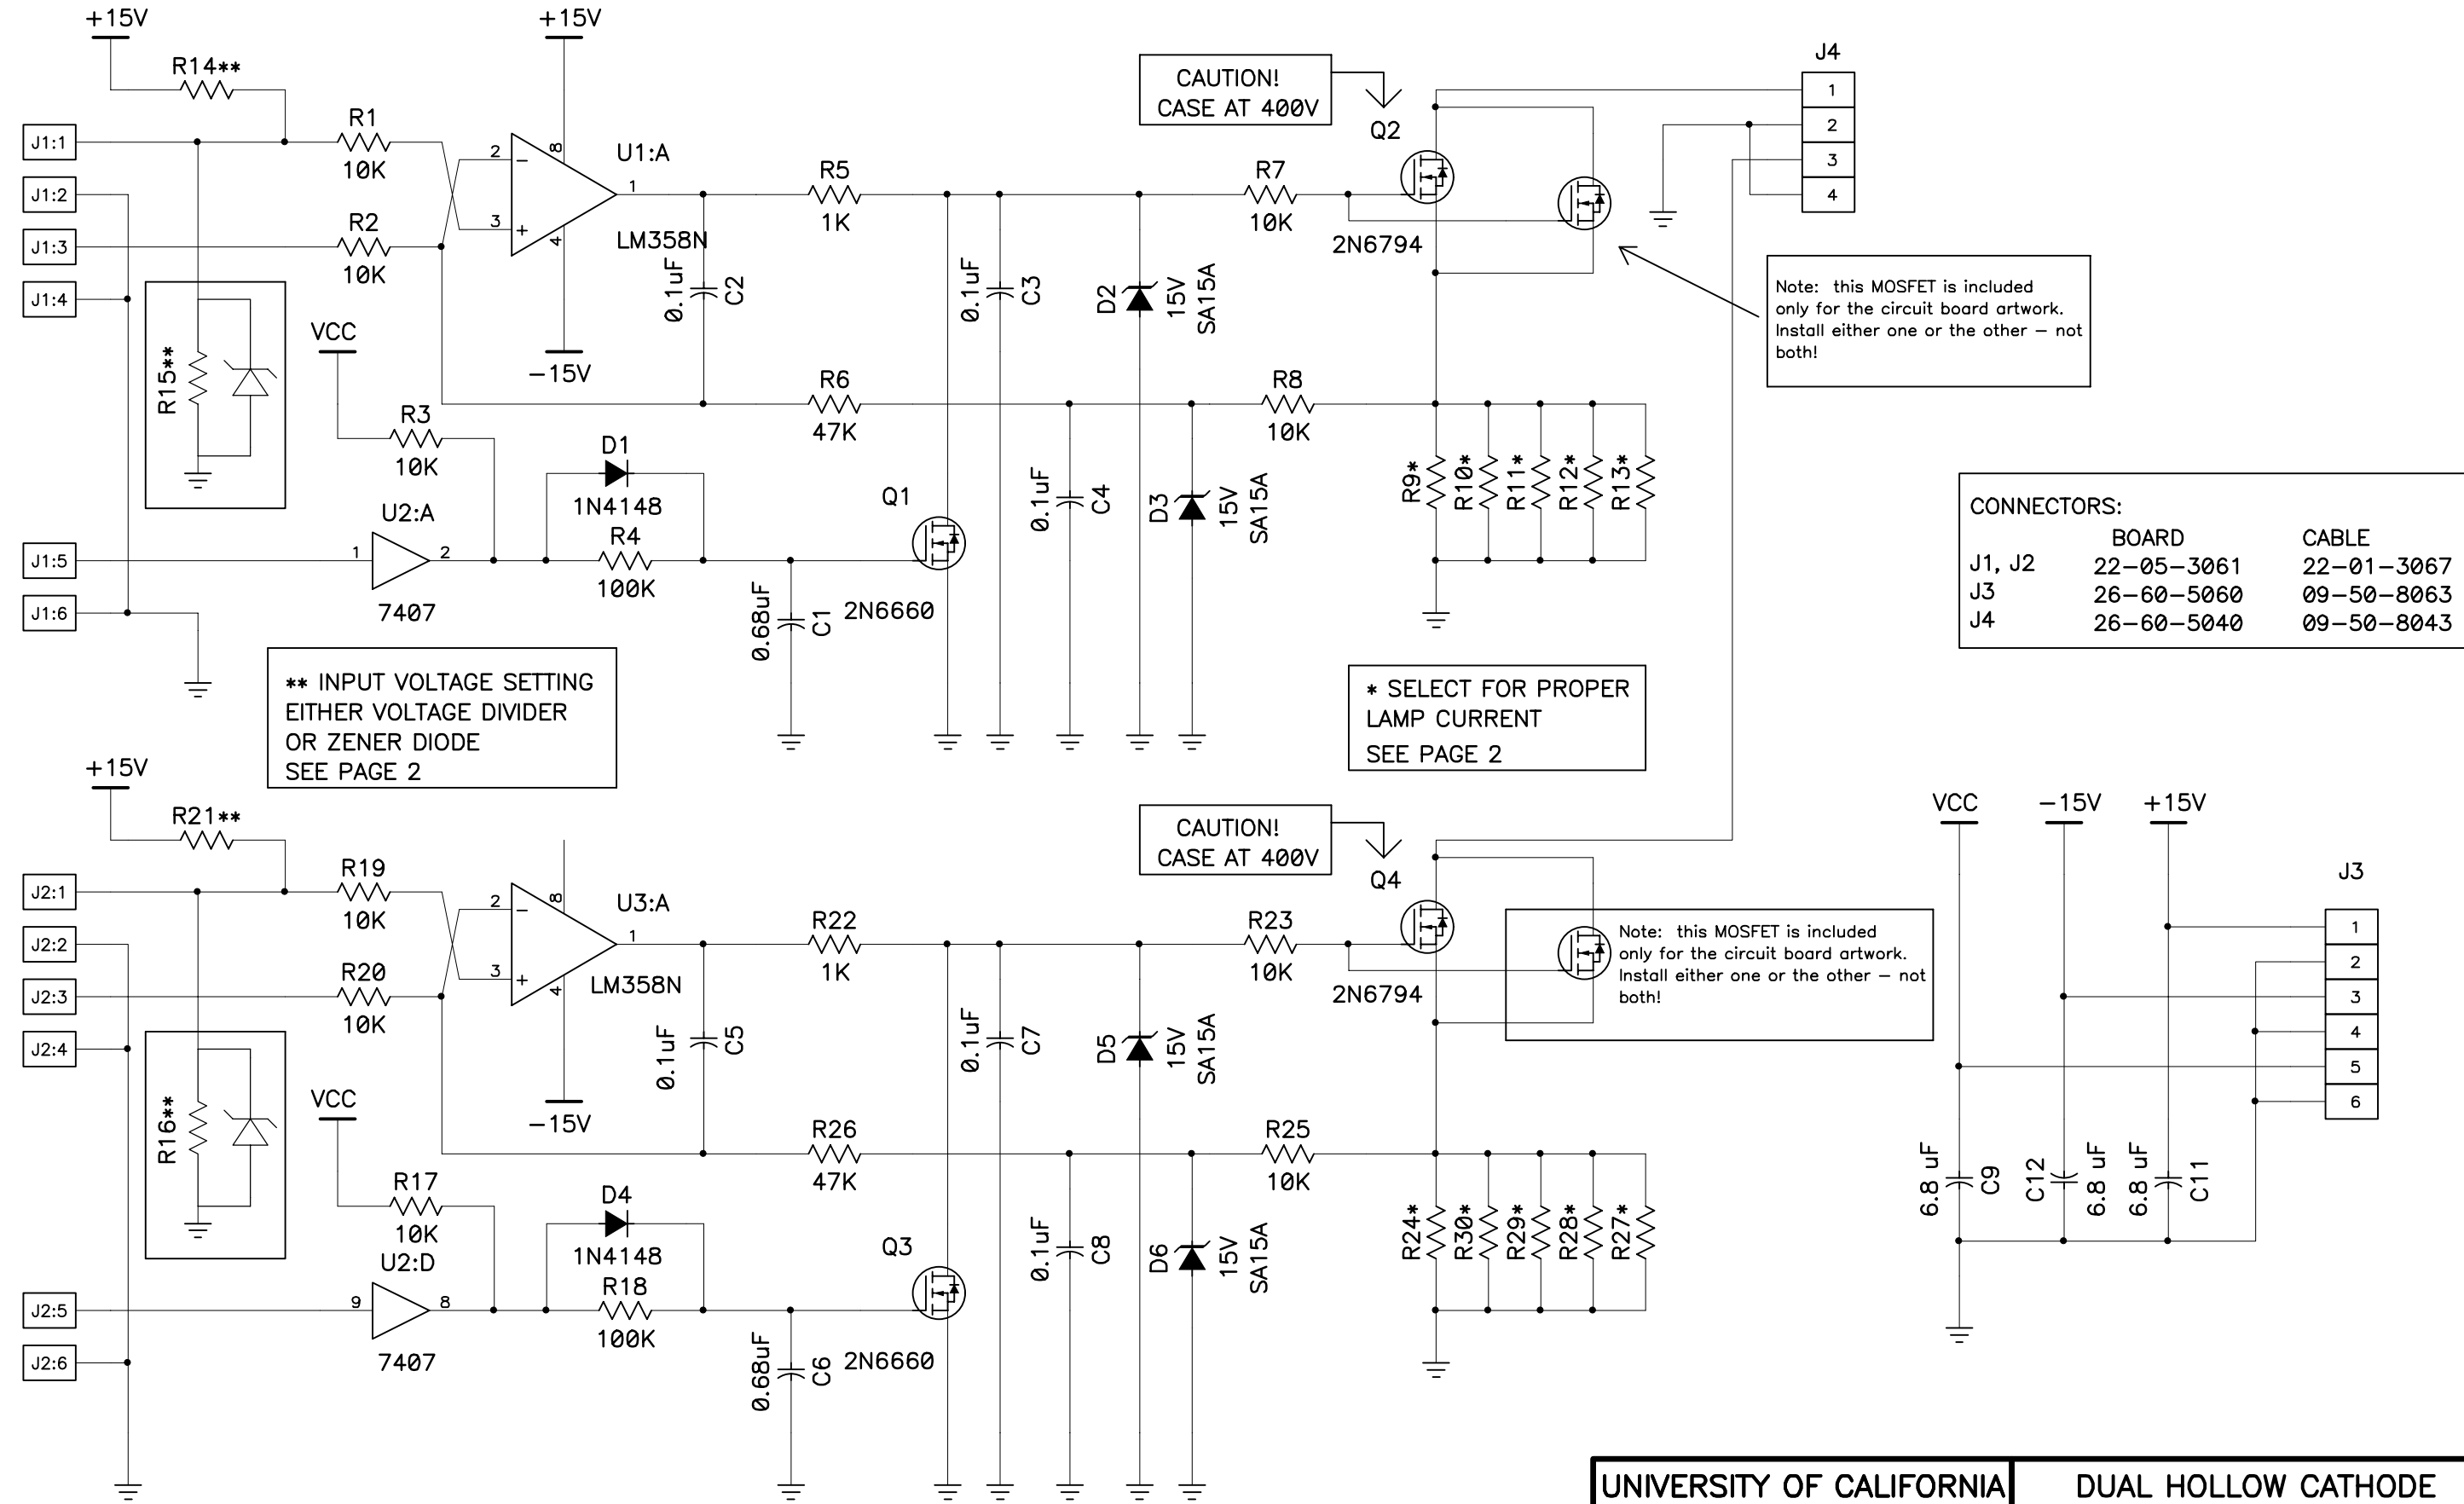 +15V
+15V
R14**
J4
CAUTION!
CASE AT 400V
1
2
3
4
Q2
J1:1
J1:2
J1:3
J1:4
R1
10K
R2
10K
2
3
8
4
1
U1:A
LM358N
-15V
R5
1K
R7
10K
2N6794
0.1uF
C2
0.1uF
C3
D2
15V
SA15A
Note: this MOSFET is included
only for the circuit board artwork.
Install either one or the other - not
both!
R15**
VCC
R3
10K
R6
47K
R8
10K
D1
1N4148
R4
100K
Q1
0.1uF
C4
D3
15V
SA15A
R9*
R10*
R11*
R12*
R13*
CONNECTORS:
BOARD CABLE
J1, J2 22-05-3061 22-01-3067
J3 26-60-5060 09-50-8063
J4 26-60-5040 09-50-8043
U2:A
J1:5
1
2
7407
J1:6
0.68uF
C1
2N6660
** INPUT VOLTAGE SETTING
EITHER VOLTAGE DIVIDER
OR ZENER DIODE
SEE PAGE 2
* SELECT FOR PROPER
LAMP CURRENT
SEE PAGE 2
+15V
R21**
CAUTION!
CASE AT 400V
VCC
-15V
+15V
J3
1
2
3
4
5
6
Q4
J2:1
J2:2
J2:3
J2:4
R19
10K
R20
10K
2
3
8
4
1
U3:A
LM358N
-15V
R22
1K
R23
10K
2N6794
Note: this MOSFET is included
only for the circuit board artwork.
Install either one or the other - not
both!
0.1uF
C5
0.1uF
C7
D5
15V
SA15A
R16**
VCC
R17
10K
R26
47K
R25
10K
6.8 uF
C9
C12
6.8 uF
6.8 uF
C11
D4
1N4148
R18
100K
Q3
0.1uF
C8
D6
15V
SA15A
R24*
R30*
R29*
R28*
R27*
U2:D
J2:5
9
8
7407
J2:6
0.68uF
C6
2N6660
UNIVERSITY OF CALIFORNIA
DUAL HOLLOW CATHODE